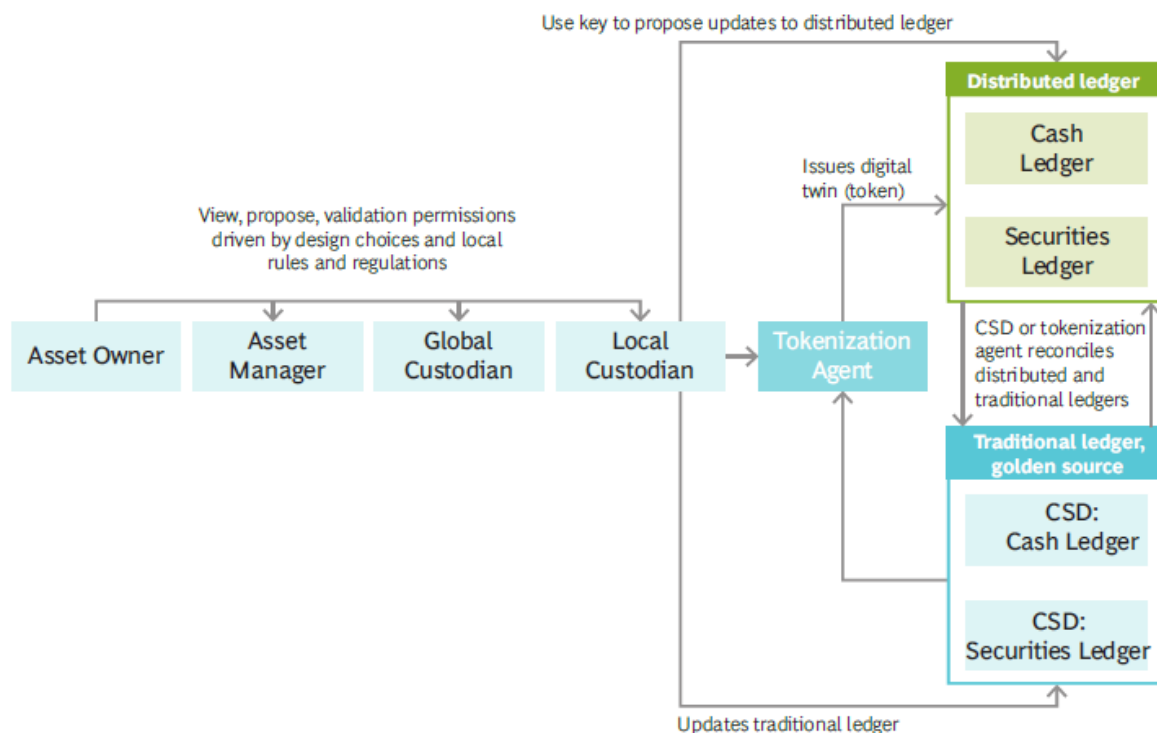 Use key to propose updates to distributed ledger
Distributed ledger
Cash
Ledger
Issues digital
twin (token)
View, propose, validation permissions
driven by design choices and local
rules and regulations
Securities
Ledger
Asset Owner
Asset
Manager
Global
Custodian
Local
Custodian
Tokenization
Agent
CSD or tokenization
agent reconciles
distributed and
traditional ledgers
Traditional ledger,
golden source
CSD:
Cash Ledger
CSD:
Securities Ledger
Updates traditional ledger